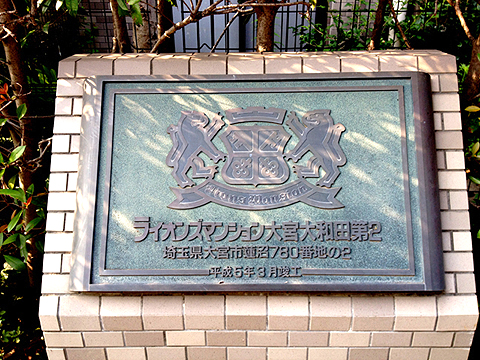 Lions Mansion
ライオンズマンション大宮大和田第2
埼玉県大宮市蓮沼780番地の2
平成5年3月竣工